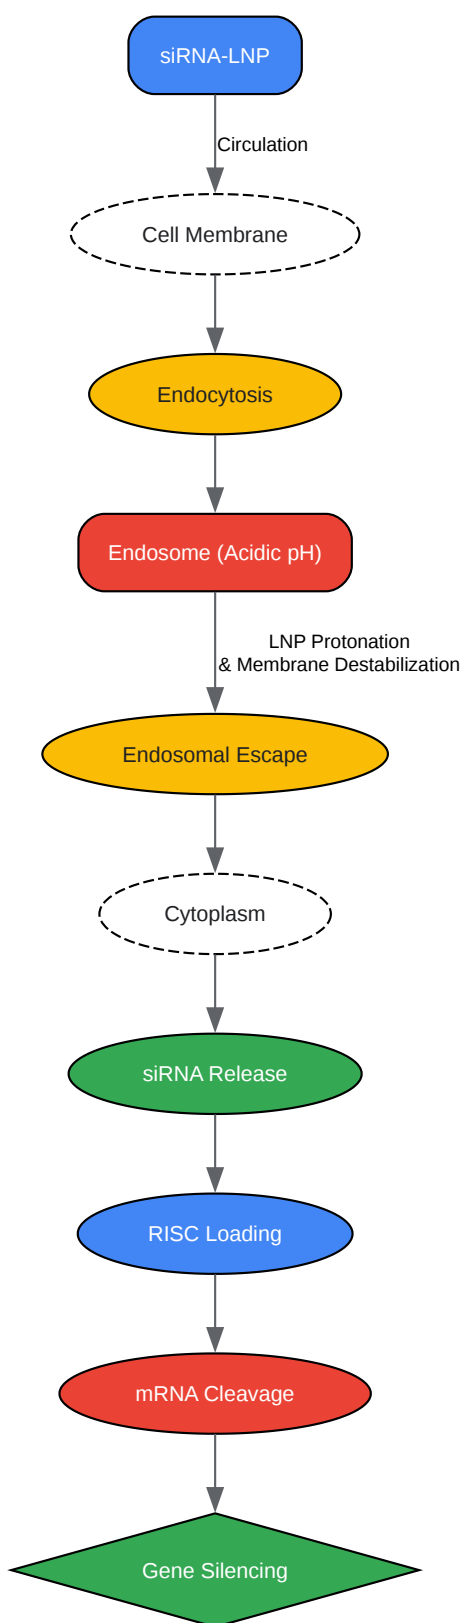 siRNA-LNP
Circulation
Cell Membrane
Endocytosis
Endosome (Acidic pH)
LNP Protonation
& Membrane Destabilization
Endosomal Escape
Cytoplasm
siRNA Release
RISC Loading
mRNA Cleavage
Gene Silencing